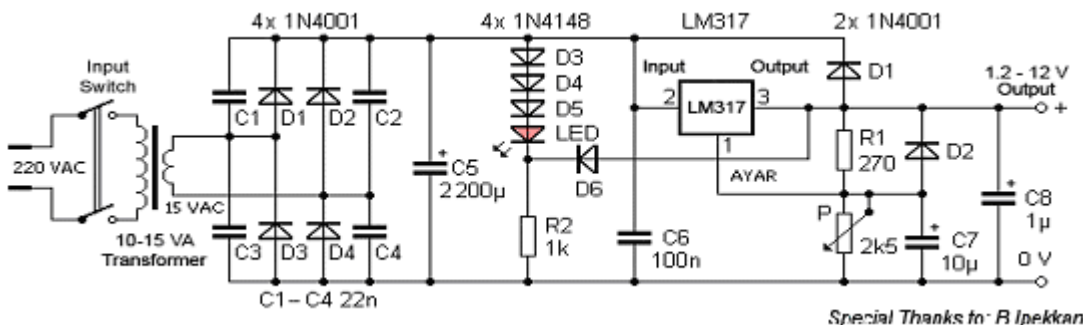 4x 1N4001
4x 1N4148
LM317
2x 1N4001
Input
Switch
220 VAC
15 VAC
10-15 VA
Transformer
C1
D1
D2
C2
C3
D3
D4
C4
C1 – C4 22n
C5
2200µ
+
D3
D4
D5
LED
D6
R2
1k
C6
100n
Input
Output
2
LM317
3
1
AYAR
D1
R1
270
D2
P
2k5
+
C7
10µ
+
C8
1µ
1.2 - 12 V
Output
+
0 V
Special Thanks to: B.Ipekkan